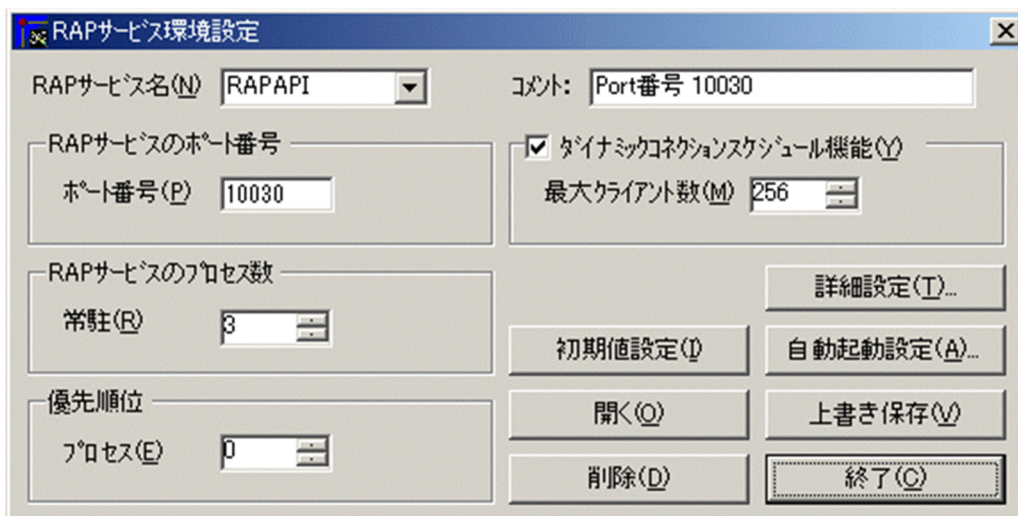 RAPサービス環境設定
RAPサービス名(N) RAPAPI
コメント: Port番号 10030
RAPサービスのポート番号
ポート番号(P) 10030
ダイナミックコネクションスケジュール機能(Y)
最大クライアント数(M) 256
RAPサービスのプロセス数
常駐(R) 3
詳細設定(T)...
初期値設定(I)
自動起動設定(A)...
優先順位
プロセス(E) 0
開く(O)
上書き保存(V)
削除(D)
終了(C)